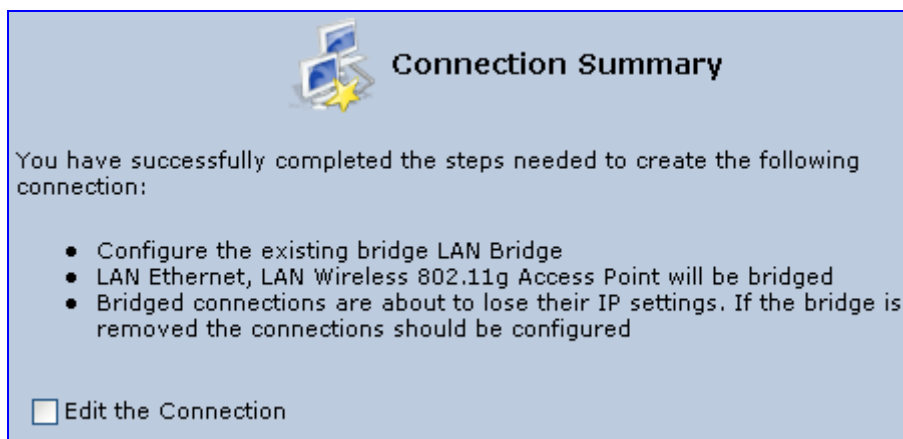 Connection Summary
You have successfully completed the steps needed to create the following
connection:
● Configure the existing bridge LAN Bridge
● LAN Ethernet, LAN Wireless 802.11g Access Point will be bridged
● Bridged connections are about to lose their IP settings. If the bridge is
removed the connections should be configured
Edit the Connection